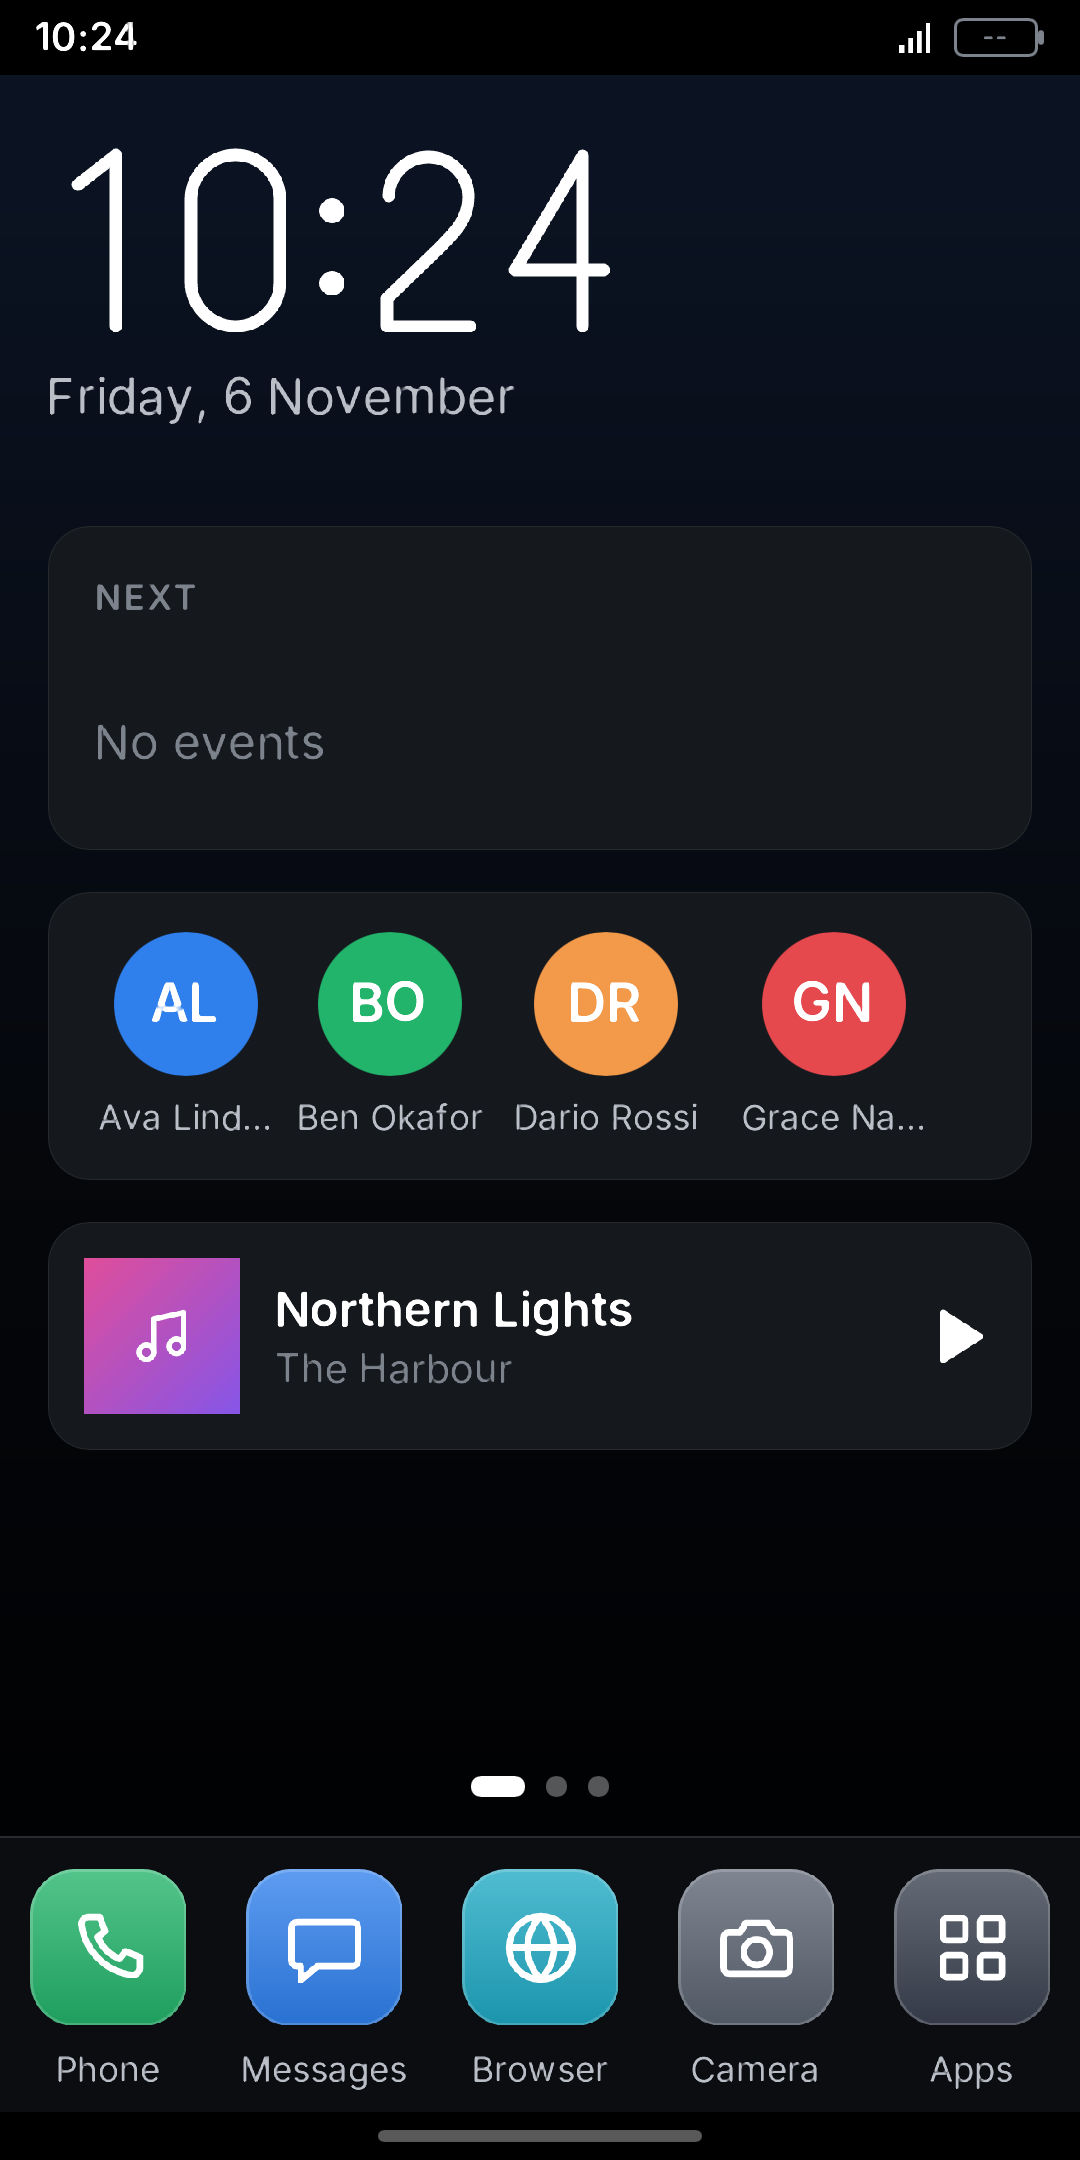 10:24
--
10:24
Friday, 6 November
NEXT
No events
AL BO DR GN
Ava Lind... Ben Okafor Dario Rossi Grace Na...
Northern Lights
The Harbour
Phone Messages Browser Camera Apps